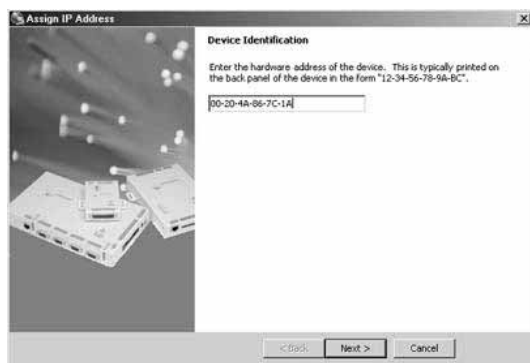 Assign IP Address
Device Identification
Enter the hardware address of the device. This is typically printed on
the back panel of the device in the form "12-34-56-78-9A-BC".
00-20-4A-86-7C-1A
< Back
Next >
Cancel